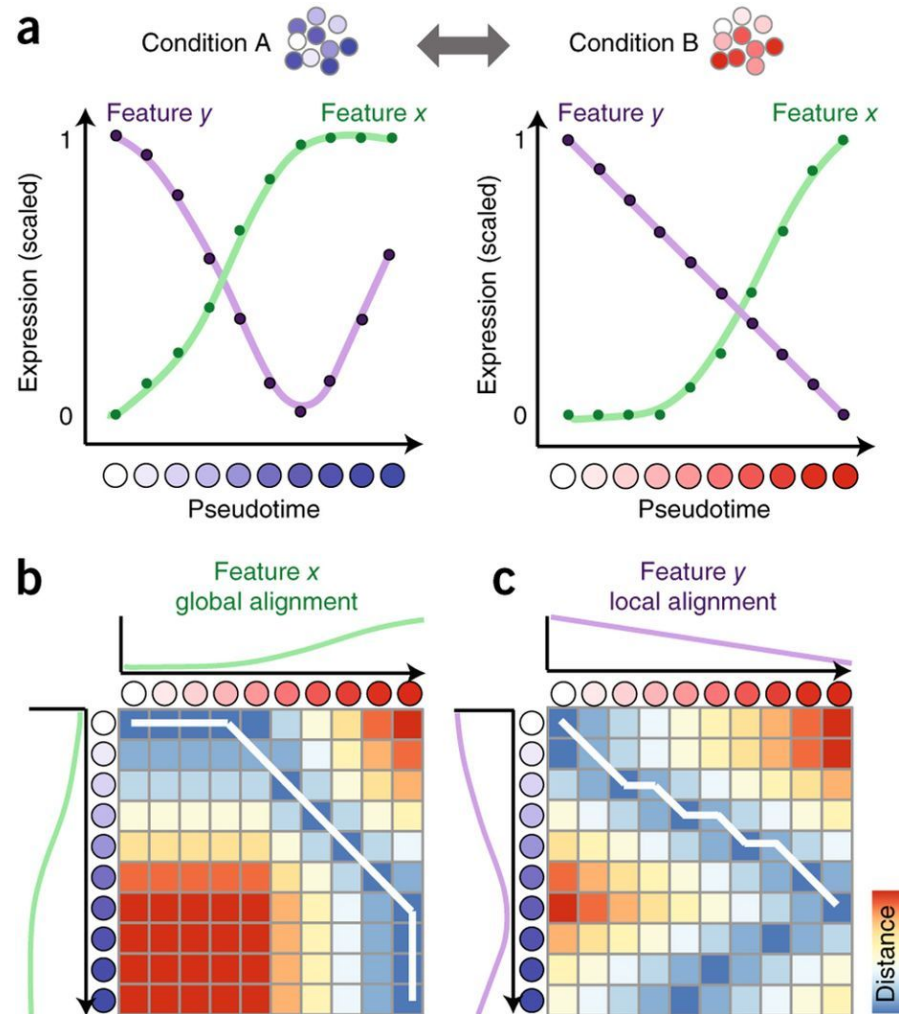 a
Condition A
Condition B
Feature y
Feature x
Feature y
Feature x
1
1
Expression (scaled)
Expression (scaled)
0
0
Pseudotime
Pseudotime
b
Feature x
global alignment
c
Feature y
local alignment
Distance